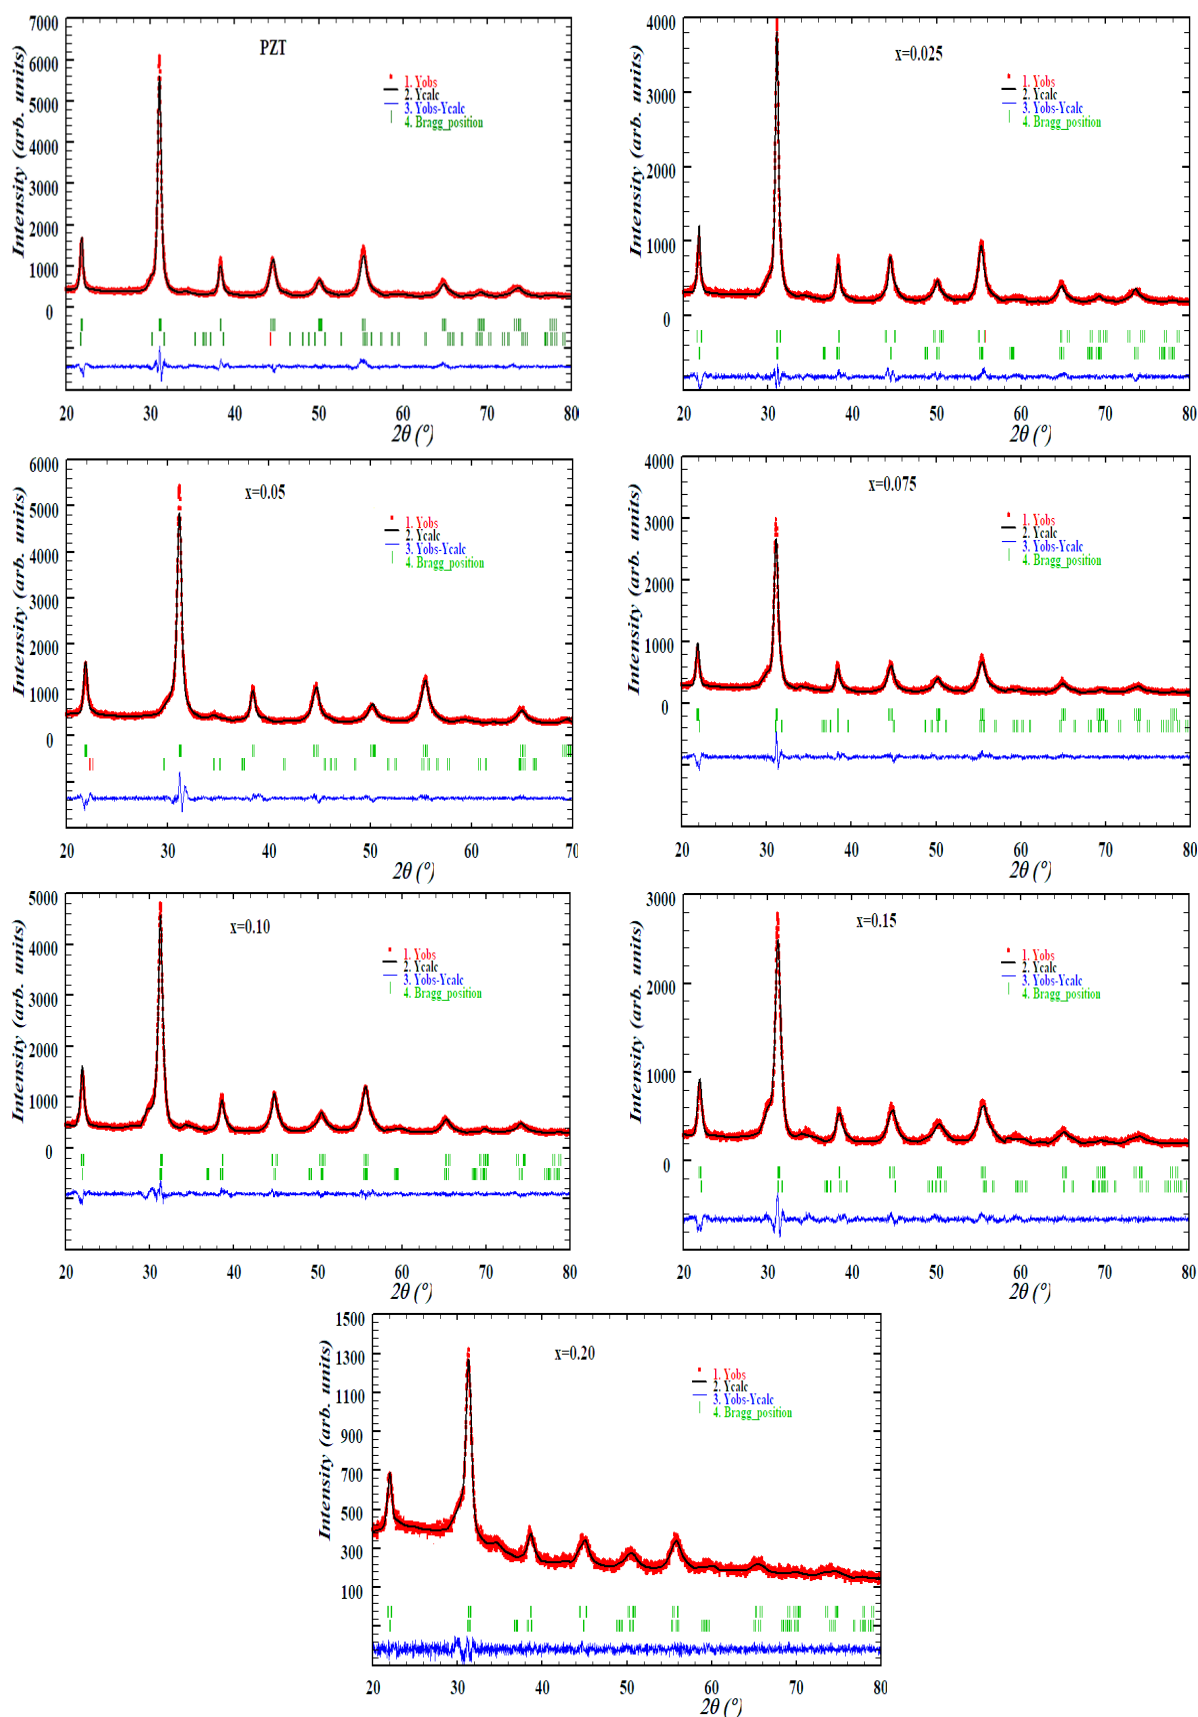 PZT
Intensity (arb. units)
7000
6000
5000
4000
3000
2000
1000
0
1. Yobs
2. Ycalc
3. Yobs-Ycalc
4. Bragg_position
20 30 40 50 60 70 80
2θ (°)
x=0.025
Intensity (arb. units)
4000
3000
2000
1000
0
1. Yobs
2. Ycalc
3. Yobs-Ycalc
4. Bragg_position
20 30 40 50 60 70 80
2θ (°)
x=0.05
Intensity (arb. units)
6000
5000
4000
3000
2000
1000
0
1. Yobs
2. Ycalc
3. Yobs-Ycalc
4. Bragg_position
20 30 40 50 60 70
2θ (°)
x=0.075
Intensity (arb. units)
4000
3000
2000
1000
0
1. Yobs
2. Ycalc
3. Yobs-Ycalc
4. Bragg_position
20 30 40 50 60 70 80
2θ (°)
x=0.10
Intensity (arb. units)
5000
4000
3000
2000
1000
0
1. Yobs
2. Ycalc
3. Yobs-Ycalc
4. Bragg_position
20 30 40 50 60 70 80
2θ (°)
x=0.15
Intensity (arb. units)
3000
2000
1000
0
1. Yobs
2. Ycalc
3. Yobs-Ycalc
4. Bragg_position
20 30 40 50 60 70 80
2θ (°)
x=0.20
Intensity (arb. units)
1500
1300
1100
900
700
500
300
100
1. Yobs
2. Ycalc
3. Yobs-Ycalc
4. Bragg_position
20 30 40 50 60 70 80
2θ (°)